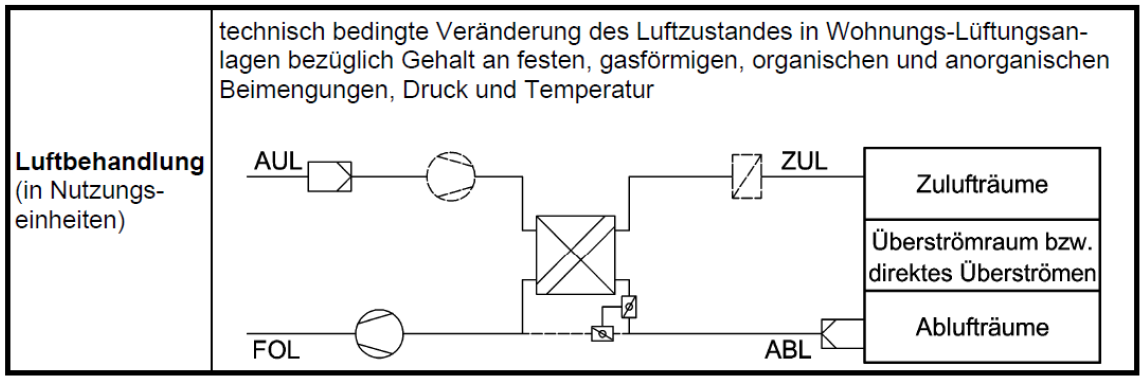 technisch bedingte Veränderung des Luftzustandes in Wohnungs-Lüftungsan-
lagen bezüglich Gehalt an festen, gasförmigen, organischen und anorganischen
Beimengungen, Druck und Temperatur
Luftbehandlung
(in Nutzungs-
einheiten)
AUL
ZUL
Zulufträume
Überströmraum bzw.
direktes Überströmen
Ablufträume
FOL
ABL